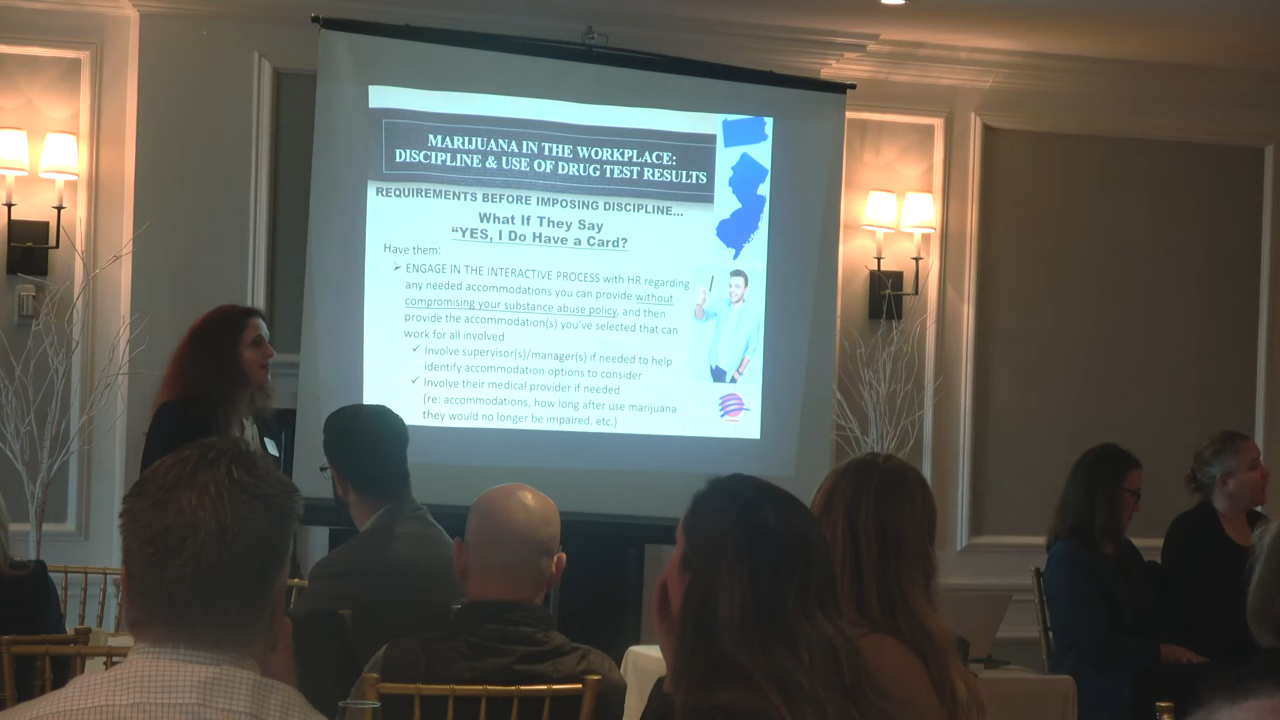 MARIJUANA IN THE WORKPLACE:
DISCIPLINE & USE OF DRUG TEST RESULTS
REQUIREMENTS BEFORE IMPOSING DISCIPLINE...
What If They Say
“YES, I Do Have a Card?
Have them:
➢ ENGAGE IN THE INTERACTIVE PROCESS with HR regarding
any needed accommodations you can provide without
compromising your substance abuse policy, and then
provide the accommodation(s) you’ve selected that can
work for all involved
✓ Involve supervisor(s)/manager(s) if needed to help
identify accommodation options to consider
✓ Involve their medical provider if needed
(re: accommodations, how long after use marijuana
they would no longer be impaired, etc.)